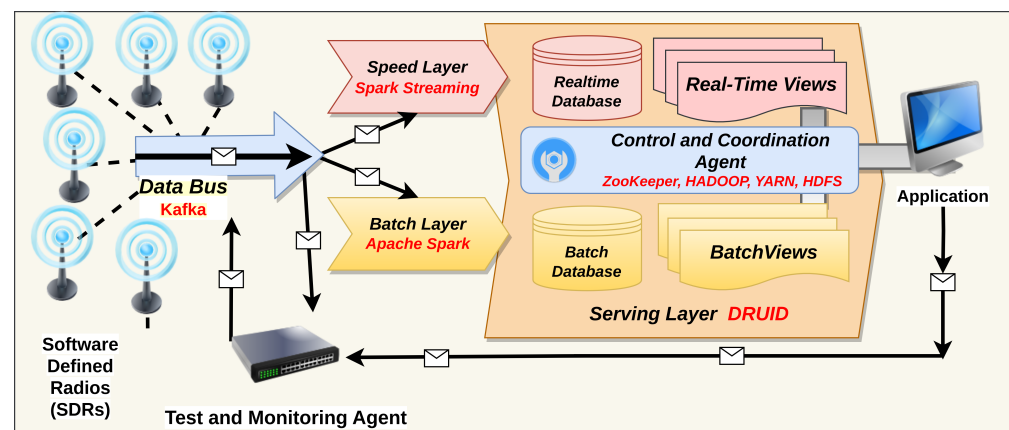 Speed Layer
Spark Streaming
Realtime
Database
Real-Time Views
Control and Coordination
Agent
ZooKeeper, HADOOP, YARN, HDFS
Application
Data Bus
Kafka
Batch Layer
Apache Spark
Batch
Database
BatchViews
Serving Layer DRUID
Software
Defined
Radios
(SDRs)
Test and Monitoring Agent